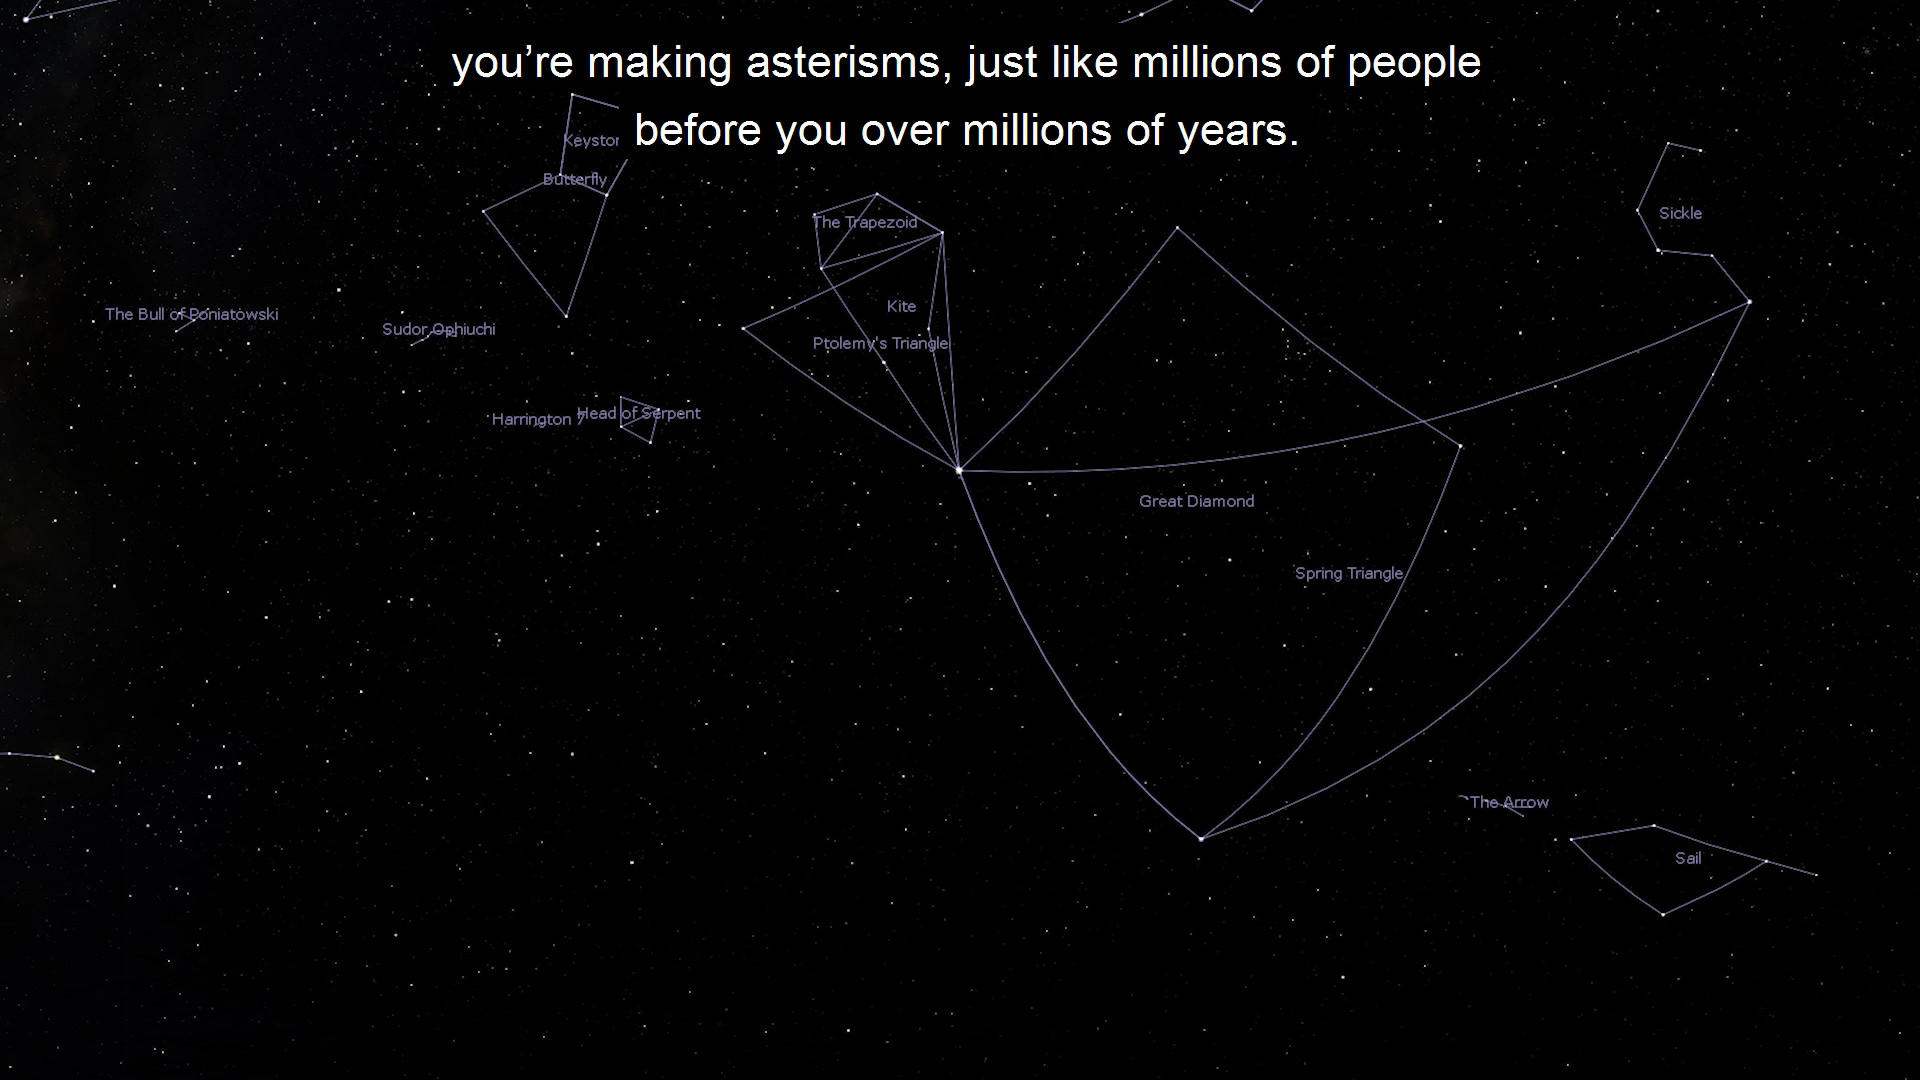 you’re making asterisms, just like millions of people
before you over millions of years.
Keystor
Butterfly
The Trapezoid
Sickle
Kite
The Bull of Poniatowski
Sudor Ophiuchi
Ptolemy's Triangle
Harrington 7
Head of Serpent
Great Diamond
Spring Triangle
The Arrow
Sail